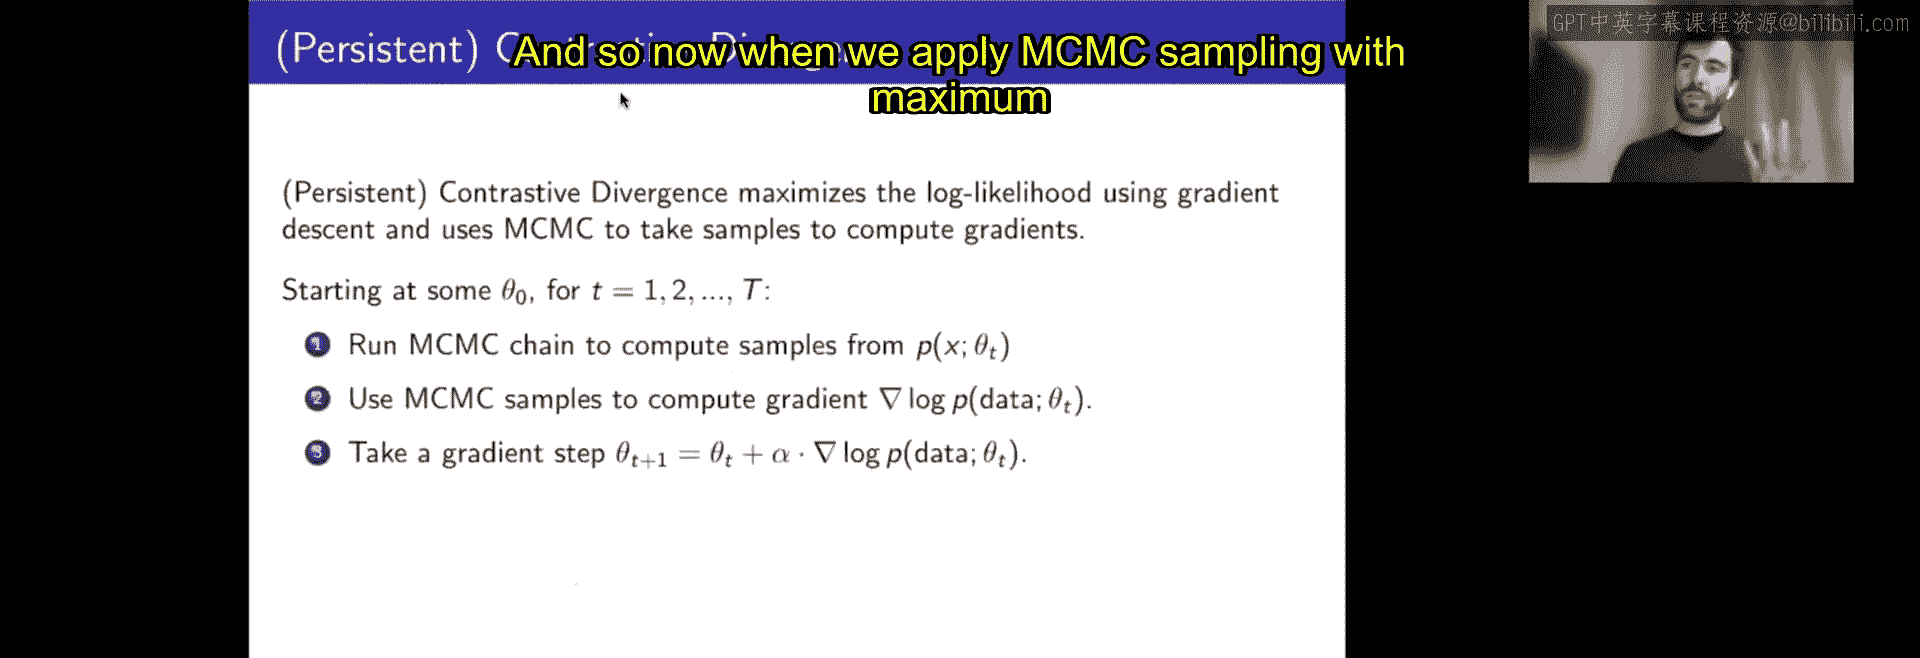 (Persistent)
And so now when we apply MCMC sampling with
maximum
GPT中英字幕课程资源@bilibili.com
(Persistent) Contrastive Divergence maximizes the log-likelihood using gradient
descent and uses MCMC to take samples to compute gradients.
Starting at some θ₀, for t = 1, 2, ..., T:
1 Run MCMC chain to compute samples from p(x; θₜ)
2 Use MCMC samples to compute gradient ∇ log p(data; θₜ).
3 Take a gradient step θₜ₊₁ = θₜ + α · ∇ log p(data; θₜ).